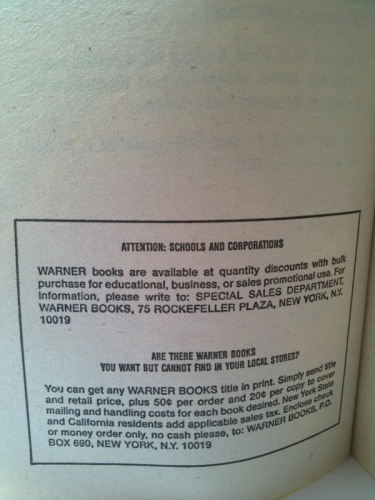 ATTENTION: SCHOOLS AND CORPORATIONS
WARNER books are available at quantity discounts with bulk
purchase for educational, business, or sales promotional use. For
information, please write to: SPECIAL SALES DEPARTMENT,
WARNER BOOKS, 75 ROCKEFELLER PLAZA, NEW YORK, N.Y.
10019
ARE THERE WARNER BOOKS
YOU WANT BUT CANNOT FIND IN YOUR LOCAL STORES?
You can get any WARNER BOOKS title in print. Simply send title
and retail price, plus 50¢ per order and 20¢ per copy to cover
mailing and handling costs for each book desired. New York State
and California residents add applicable sales tax. Enclose check
or money order only, no cash please, to: WARNER BOOKS, P.O.
BOX 690, NEW YORK, N.Y. 10019